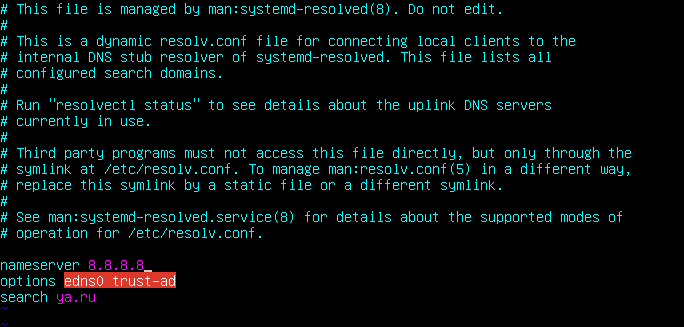 # This file is managed by man:systemd-resolved(8). Do not edit.
#
# This is a dynamic resolv.conf file for connecting local clients to the
# internal DNS stub resolver of systemd-resolved. This file lists all
# configured search domains.
#
# Run "resolvectl status" to see details about the uplink DNS servers
# currently in use.
#
# Third party programs must not access this file directly, but only through the
# symlink at /etc/resolv.conf. To manage man:resolv.conf(5) in a different way,
# replace this symlink by a static file or a different symlink.
#
# See man:systemd-resolved.service(8) for details about the supported modes of
# operation for /etc/resolv.conf.

nameserver 8.8.8.8
options edns0 trust-ad
search ya.ru
~
~